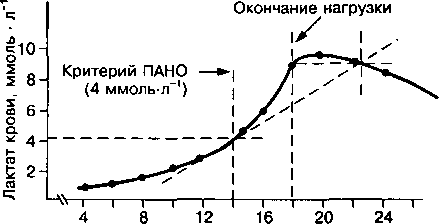 Окончание нагрузки
Критерий ПАНО
(4 ммоль·л⁻¹)
Лактат крови, ммоль · л⁻¹
10
8
6
4
2
4 8 12 16 20 24